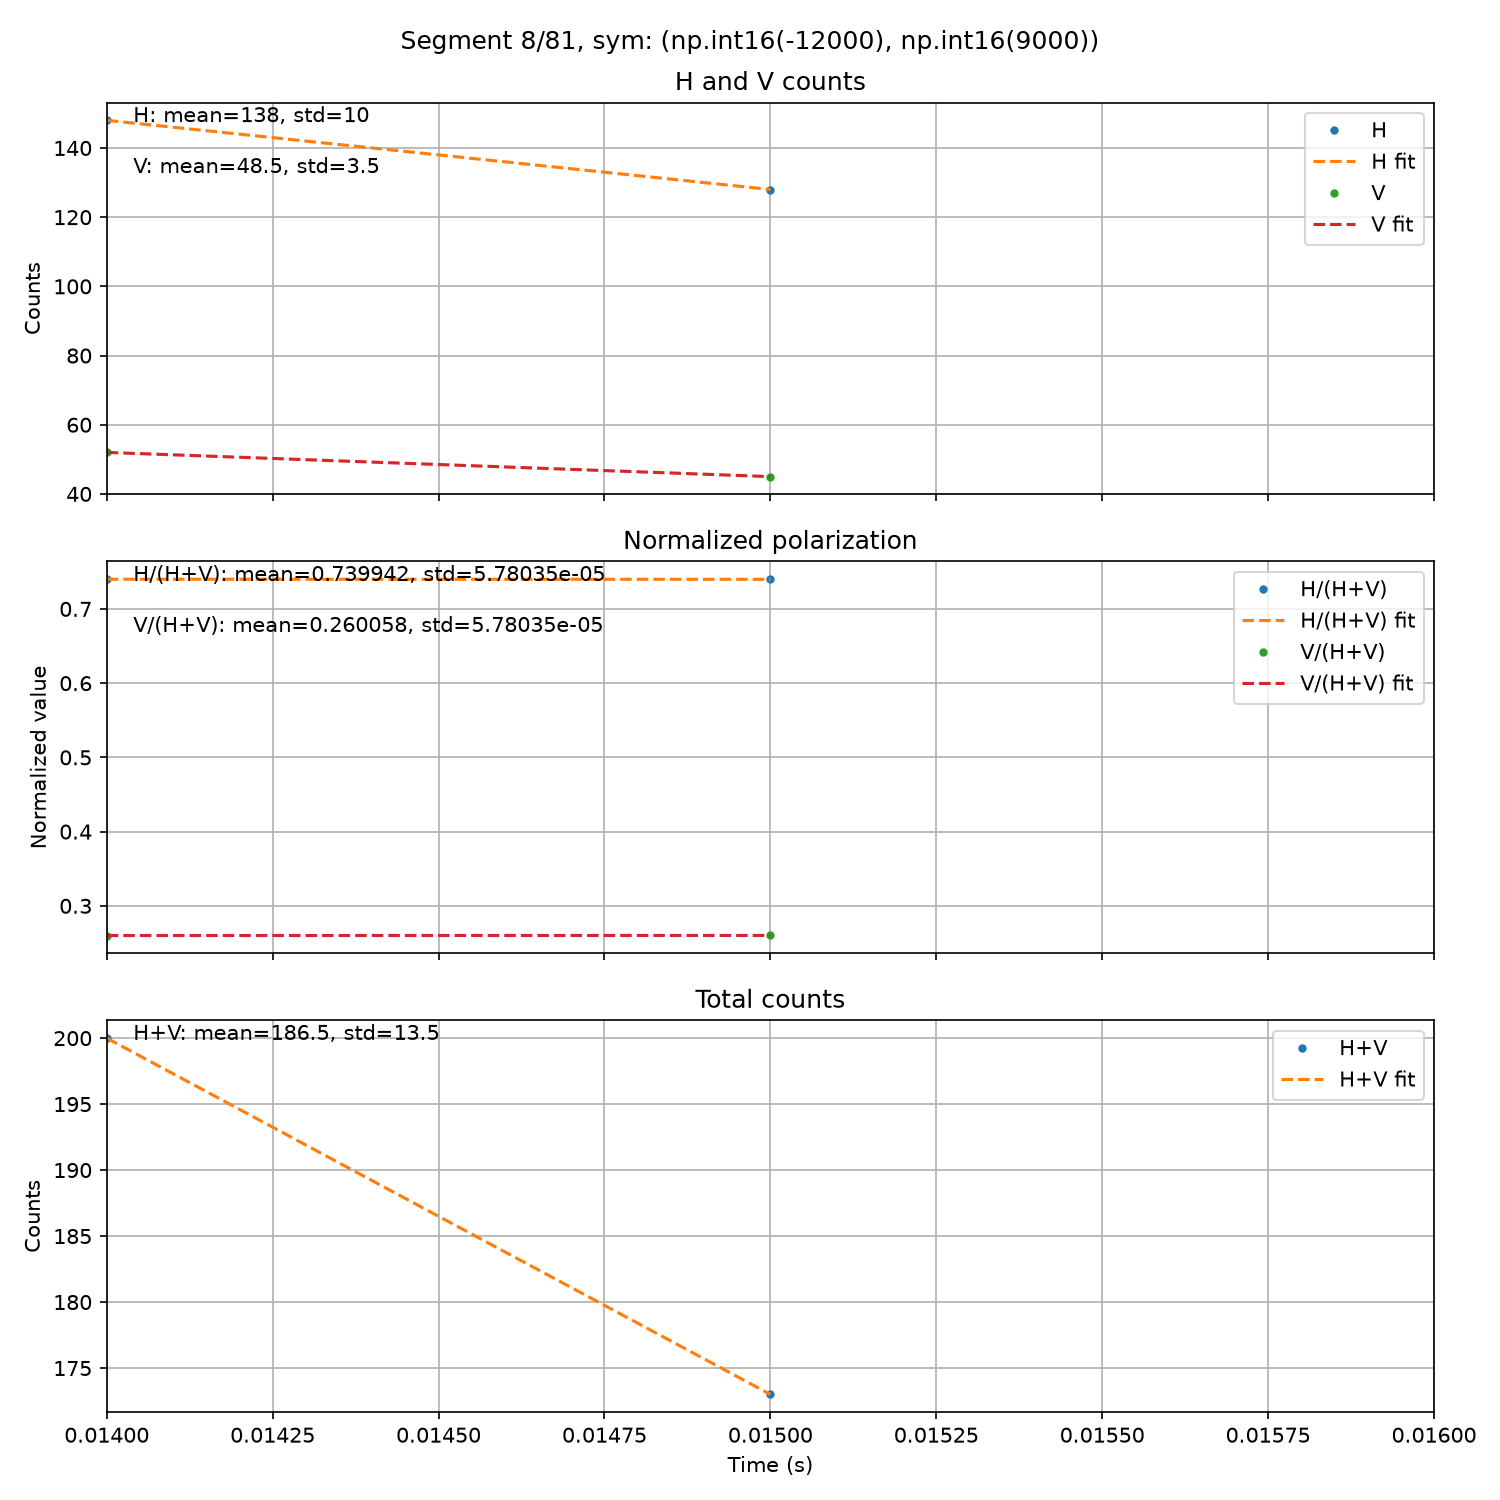 Segment 8/81, sym: (np.int16(-12000), np.int16(9000))
H and V counts
H: mean=138, std=10
V: mean=48.5, std=3.5
H
H fit
V
V fit
Counts
140
120
100
80
60
40
Normalized polarization
H/(H+V): mean=0.739942, std=5.78035e-05
V/(H+V): mean=0.260058, std=5.78035e-05
H/(H+V)
H/(H+V) fit
V/(H+V)
V/(H+V) fit
Normalized value
0.7
0.6
0.5
0.4
0.3
Total counts
H+V: mean=186.5, std=13.5
H+V
H+V fit
Counts
200
195
190
185
180
175
0.01400 0.01425 0.01450 0.01475 0.01500 0.01525 0.01550 0.01575 0.01600
Time (s)